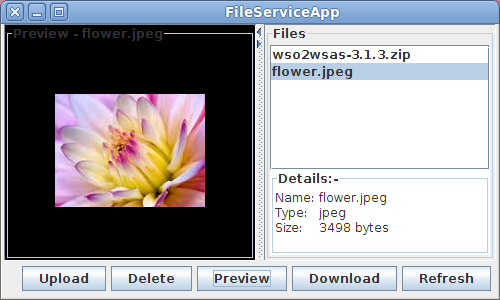 FileServiceApp
Preview - flower.jpeg
Files
wso2wsas-3.1.3.zip
flower.jpeg
Details:-
Name: flower.jpeg
Type: jpeg
Size: 3498 bytes
Upload Delete Preview Download Refresh